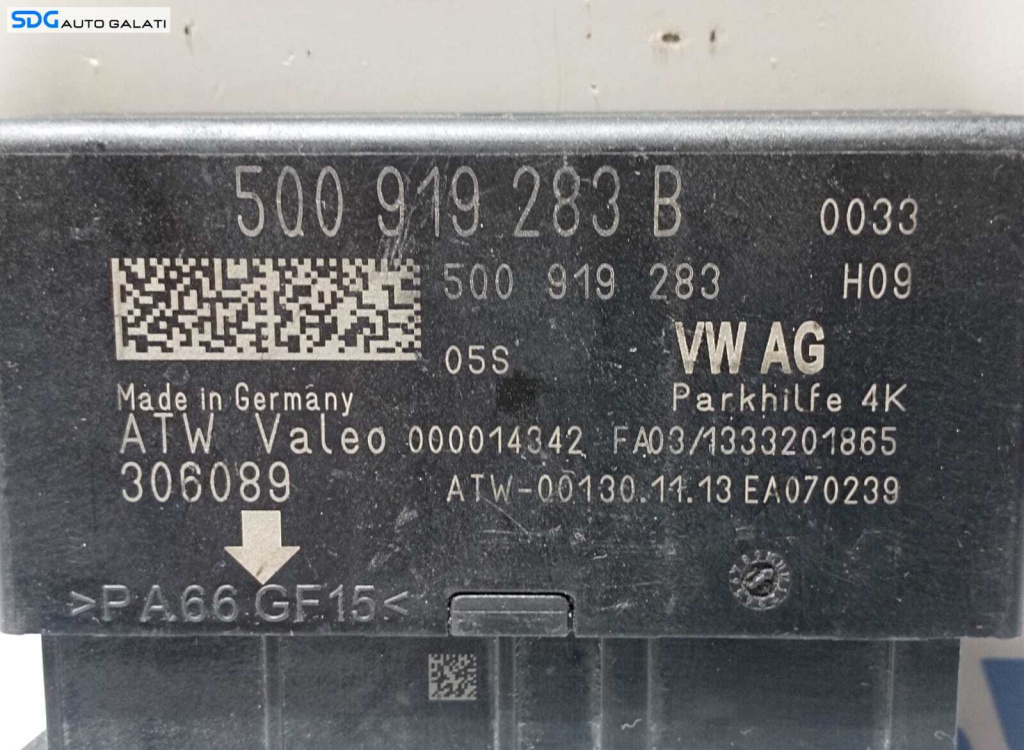 SDG AUTO GALATI
5Q0 919 283 B 0033
5Q0 919 283 H09
05S VW AG
Made in Germany Parkhilfe 4K
ATW Valeo 000014342 FA03/1333201865
306089 ATW-00130.11.13 EA070239
>PA66 GF15<